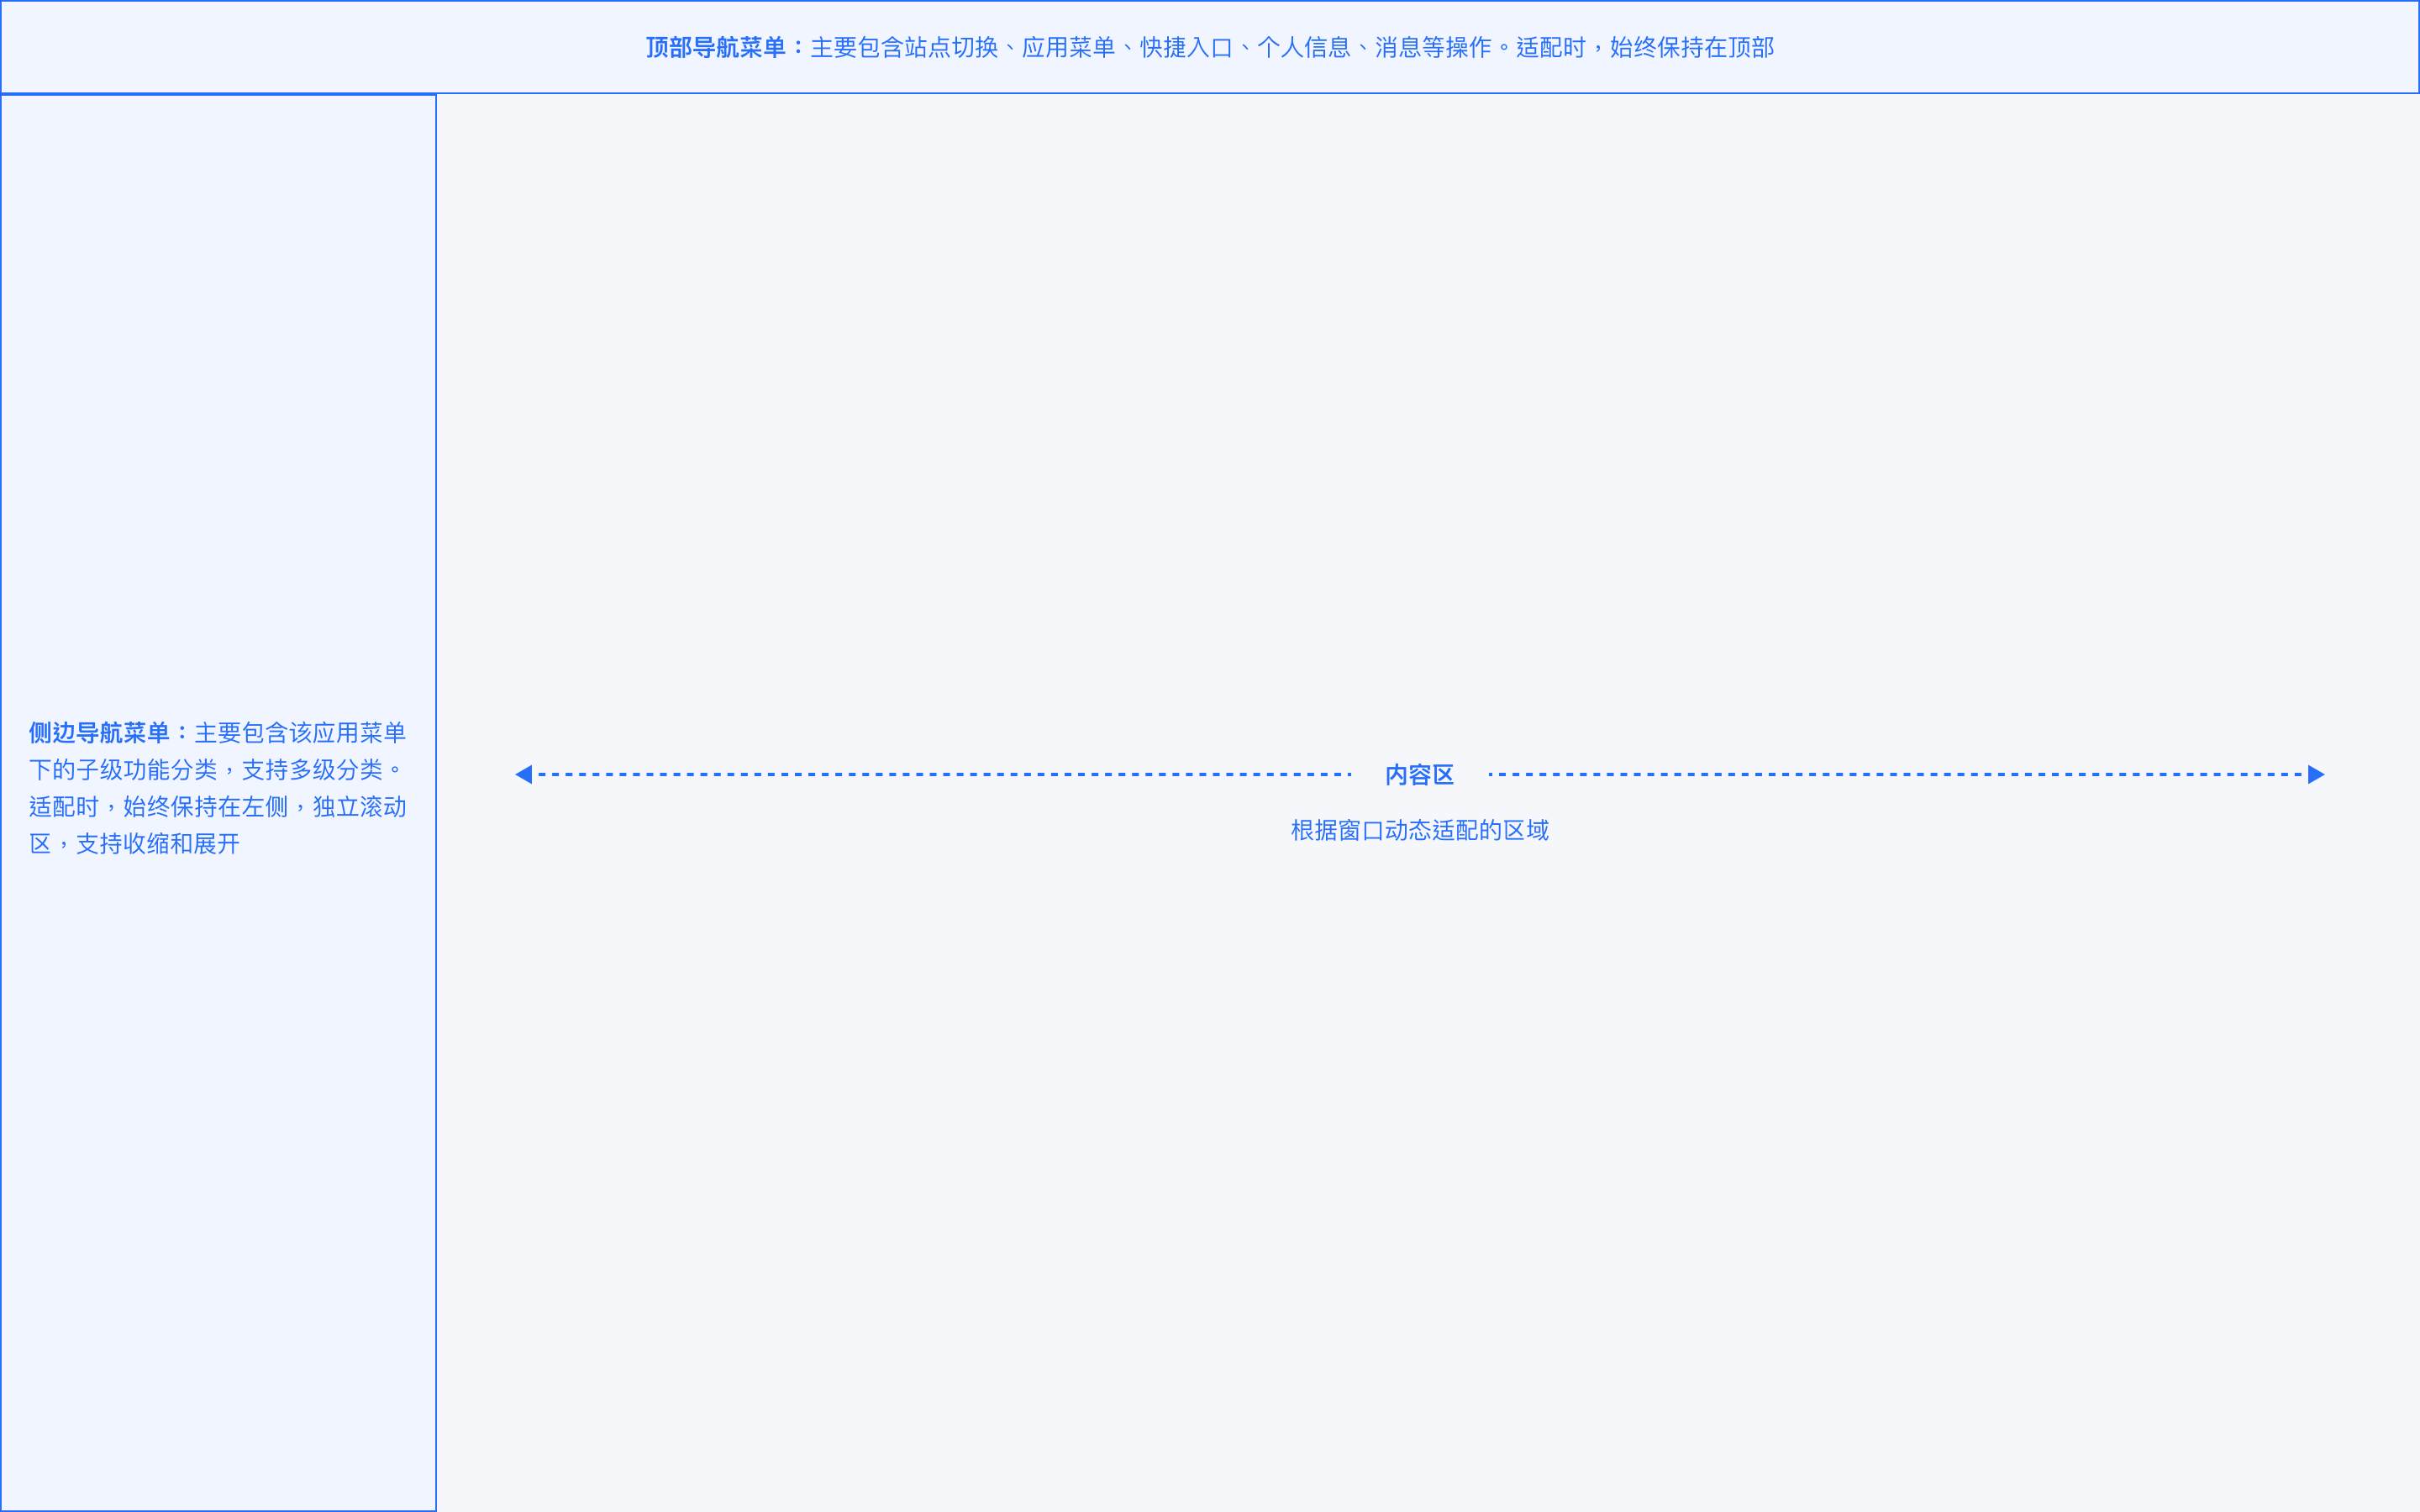 顶部导航菜单：主要包含站点切换、应用菜单、快捷入口、个人信息、消息等操作。适配时，始终保持在顶部
侧边导航菜单：主要包含该应用菜单
下的子级功能分类，支持多级分类。
适配时，始终保持在左侧，独立滚动
区，支持收缩和展开
内容区
根据窗口动态适配的区域